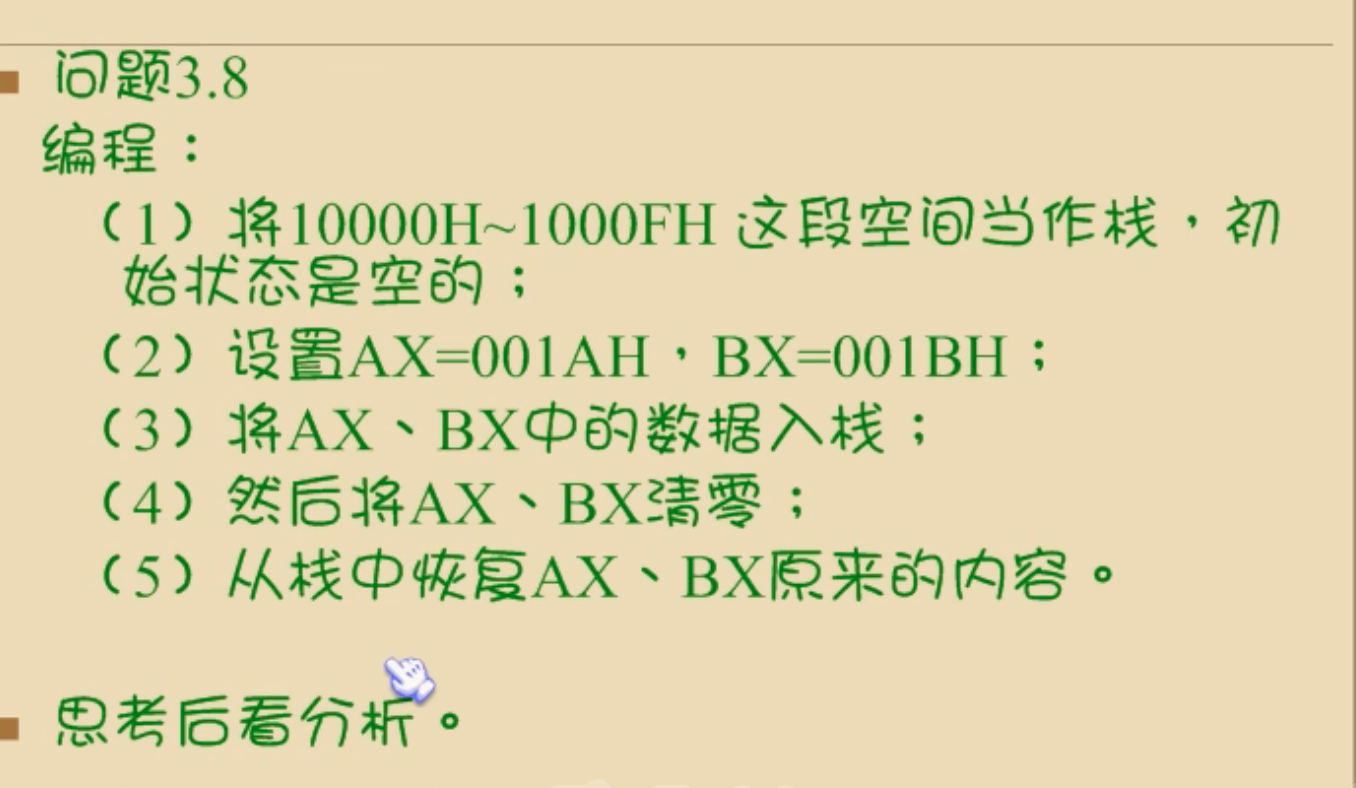 问题3.8
编程：
（1）将10000H~1000FH 这段空间当作栈，初
始状态是空的；
（2）设置AX=001AH，BX=001BH；
（3）将AX、BX中的数据入栈；
（4）然后将AX、BX清零；
（5）从栈中恢复AX、BX原来的内容。
思考后看分析。